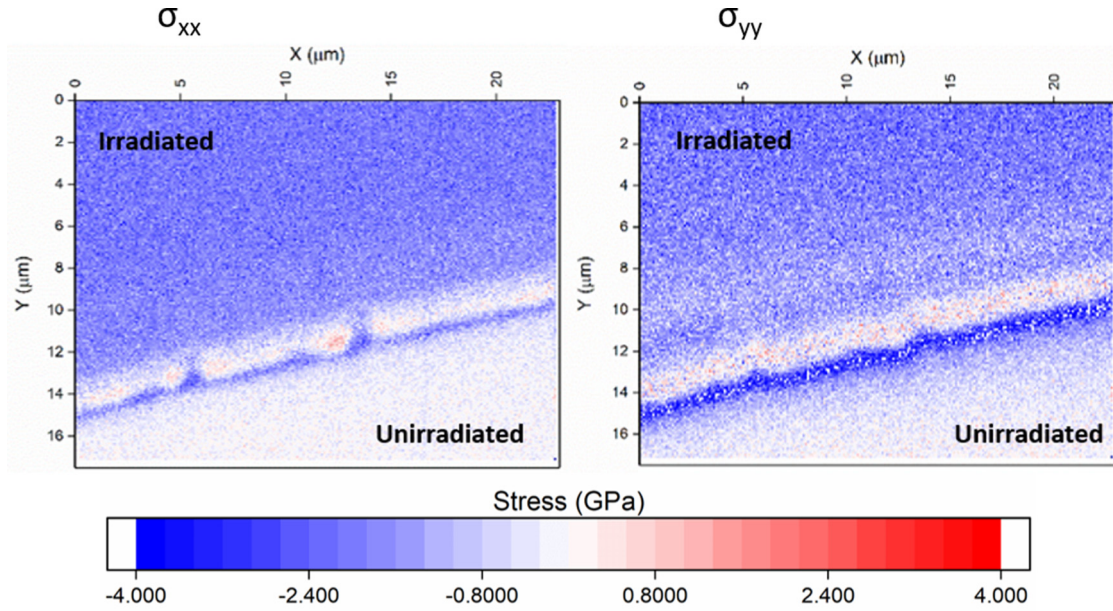 σxx
σyy
X (μm)
0 5 10 15 20
X (μm)
0 5 10 15 20
Y (μm)
0
2
4
6
8
10
12
14
16
Irradiated
Unirradiated
Y (μm)
0
2
4
6
8
10
12
14
16
Irradiated
Unirradiated
Stress (GPa)
-4.000 -2.400 -0.8000 0.8000 2.400 4.000